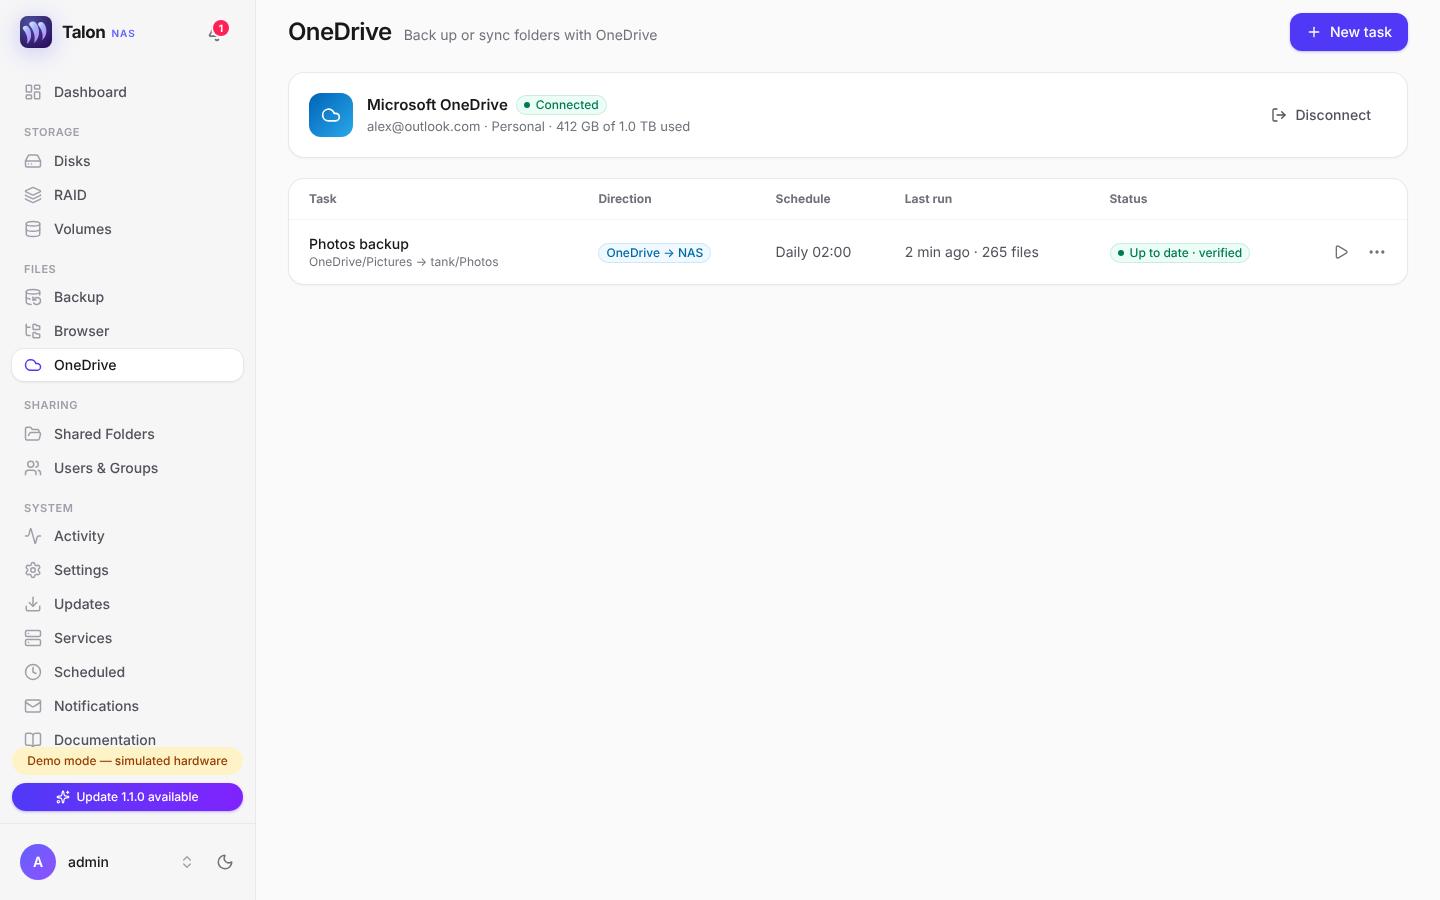 Talon NAS
1
Dashboard
STORAGE
Disks
RAID
Volumes
FILES
Backup
Browser
OneDrive
SHARING
Shared Folders
Users & Groups
SYSTEM
Activity
Settings
Updates
Services
Scheduled
Notifications
Documentation
Demo mode — simulated hardware
Update 1.1.0 available
A admin
OneDrive Back up or sync folders with OneDrive
New task
Microsoft OneDrive Connected
alex@outlook.com · Personal · 412 GB of 1.0 TB used
Disconnect
Task Direction Schedule Last run Status
Photos backup
OneDrive/Pictures → tank/Photos
OneDrive → NAS
Daily 02:00
2 min ago · 265 files
Up to date · verified